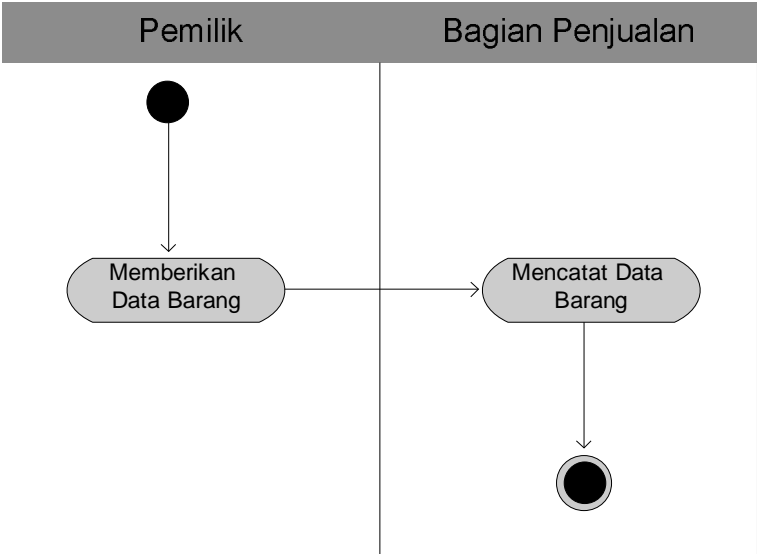 Pemilik
Bagian Penjualan
Memberikan
Data Barang
Mencatat Data
Barang